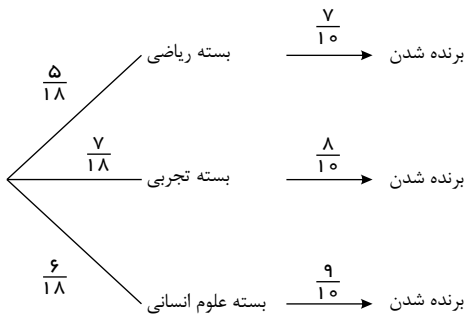 ۵/۱۸ بسته ریاضی ۷/۱۰ برنده شدن
۷/۱۸ بسته تجربی ۸/۱۰ برنده شدن
۶/۱۸ بسته علوم انسانی ۹/۱۰ برنده شدن